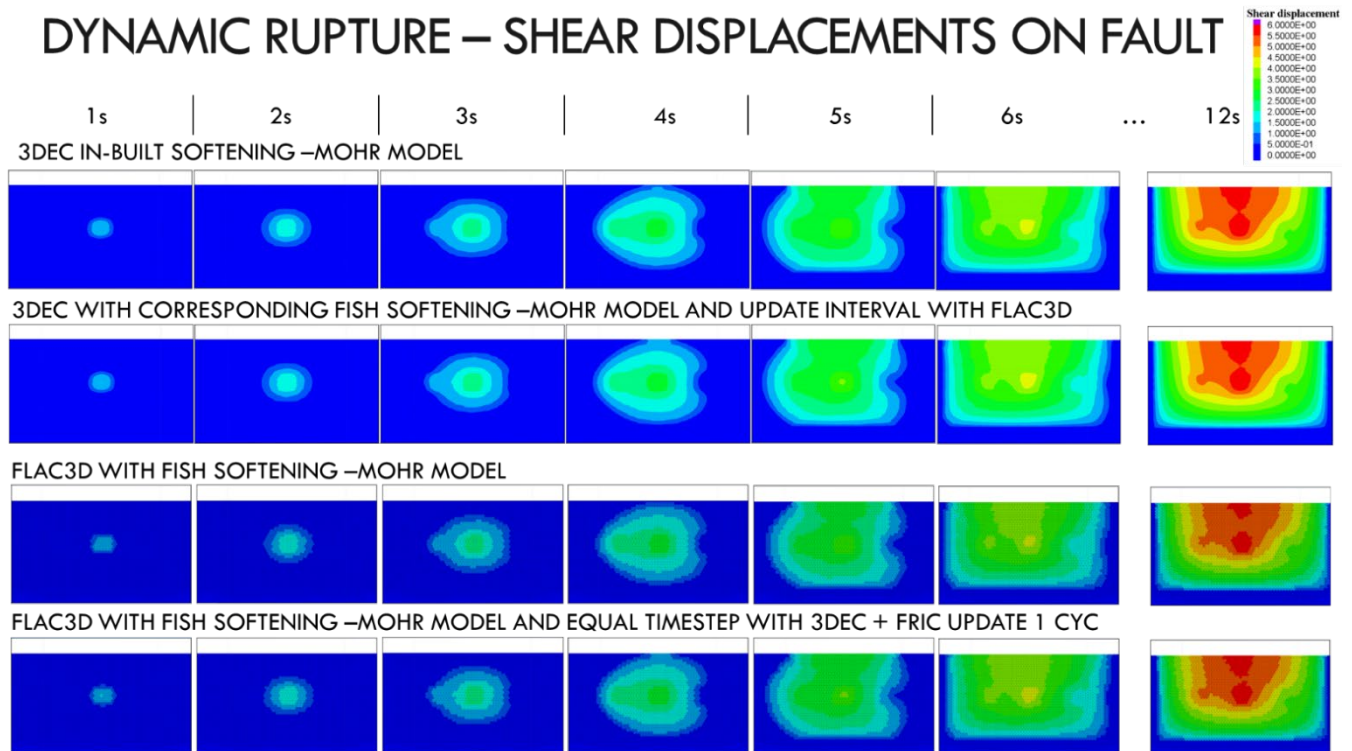 DYNAMIC RUPTURE – SHEAR DISPLACEMENTS ON FAULT
Shear displacement
6.0000E+00
5.5000E+00
5.0000E+00
4.5000E+00
4.0000E+00
3.5000E+00
3.0000E+00
2.5000E+00
2.0000E+00
1.5000E+00
1.0000E+00
5.0000E-01
0.0000E+00
1s 2s 3s 4s 5s 6s ... 12s
3DEC IN-BUILT SOFTENING –MOHR MODEL
3DEC WITH CORRESPONDING FISH SOFTENING –MOHR MODEL AND UPDATE INTERVAL WITH FLAC3D
FLAC3D WITH FISH SOFTENING –MOHR MODEL
FLAC3D WITH FISH SOFTENING –MOHR MODEL AND EQUAL TIMESTEP WITH 3DEC + FRIC UPDATE 1 CYC